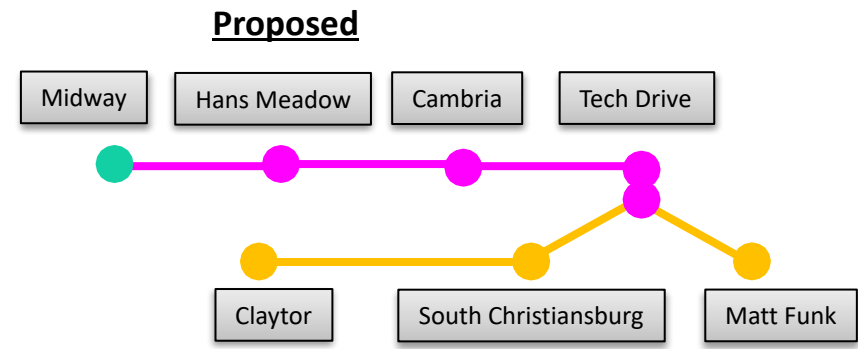 Proposed
Midway
Hans Meadow
Cambria
Tech Drive
Claytor
South Christiansburg
Matt Funk